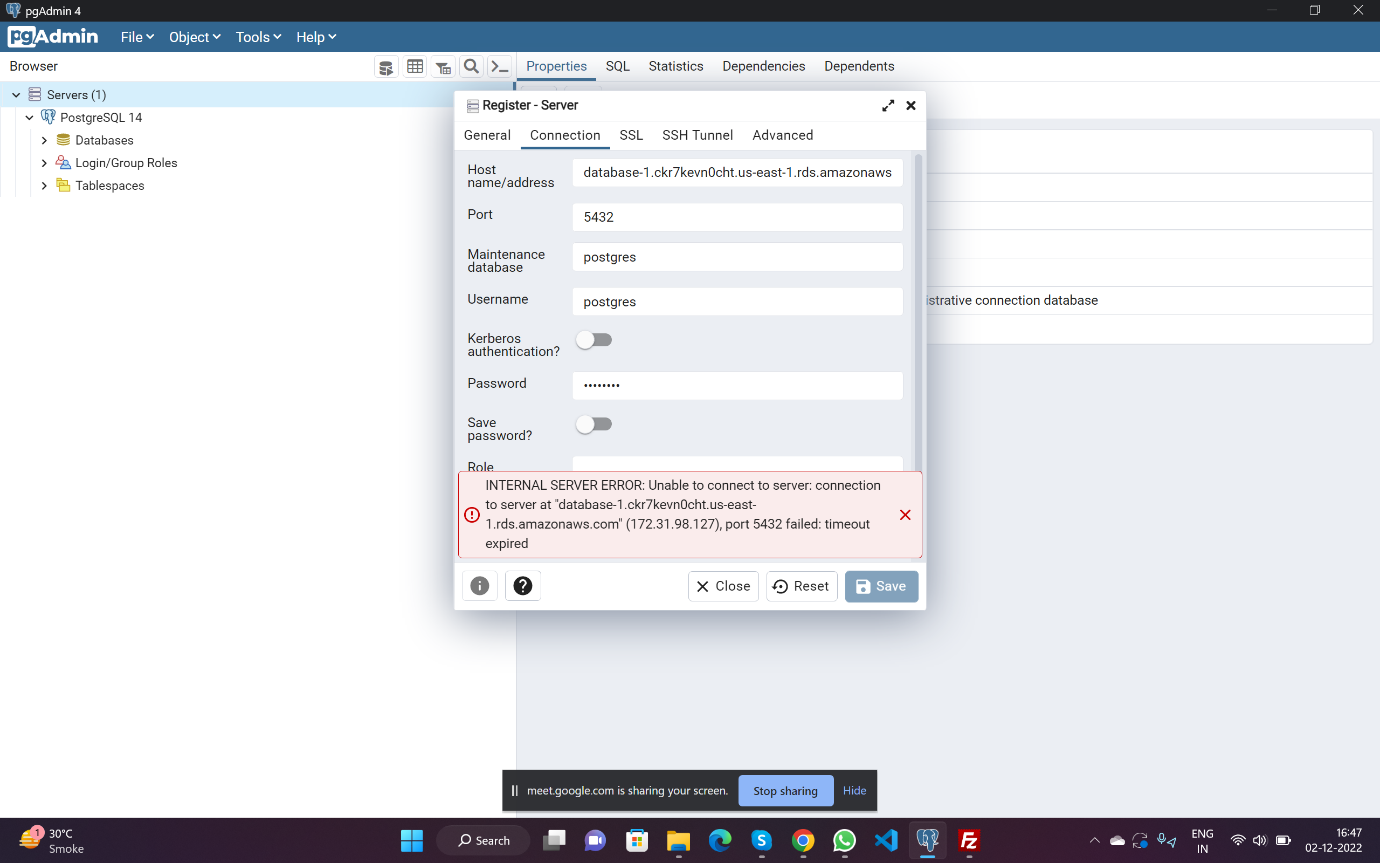 pgAdmin 4
pgAdmin File Object Tools Help
Browser
Properties SQL Statistics Dependencies Dependents
Servers (1)
PostgreSQL 14
Databases
Login/Group Roles
Tablespaces
Register - Server
General Connection SSL SSH Tunnel Advanced
Host
name/address
database-1.ckr7kevn0cht.us-east-1.rds.amazonaws
Port
5432
Maintenance
database
postgres
Username
postgres
Kerberos
authentication?
Password
••••••••
Save
password?
Role
istrative connection database
INTERNAL SERVER ERROR: Unable to connect to server: connection
to server at "database-1.ckr7kevn0cht.us-east-
1.rds.amazonaws.com" (172.31.98.127), port 5432 failed: timeout
expired
Close Reset Save
meet.google.com is sharing your screen. Stop sharing Hide
1
30°C
Smoke
Search
ENG
IN
16:47
02-12-2022